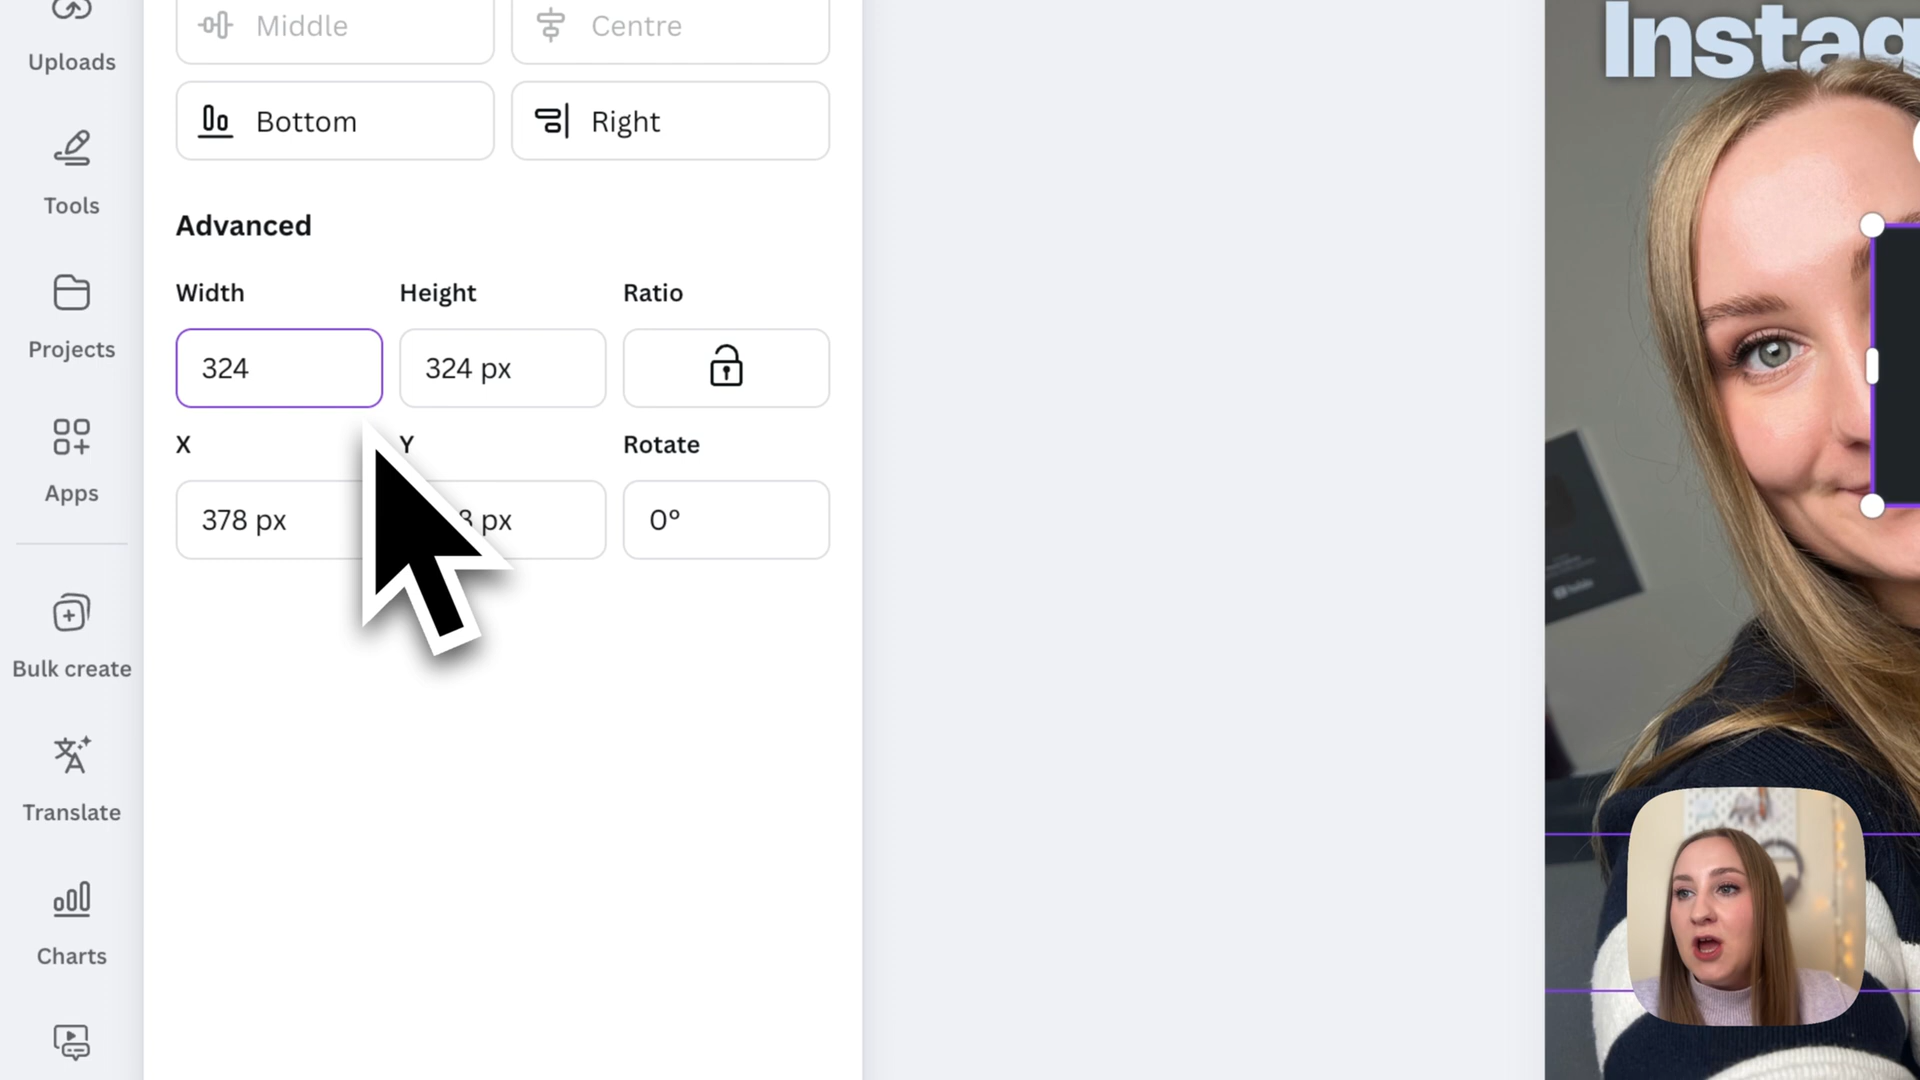 Uploads
Tools
Projects
Apps
Bulk create
Translate
Charts
Middle
Centre
Bottom
Right
Advanced
Width
Height
Ratio
324
324 px
X
Y
Rotate
378 px
px
0°
Instag